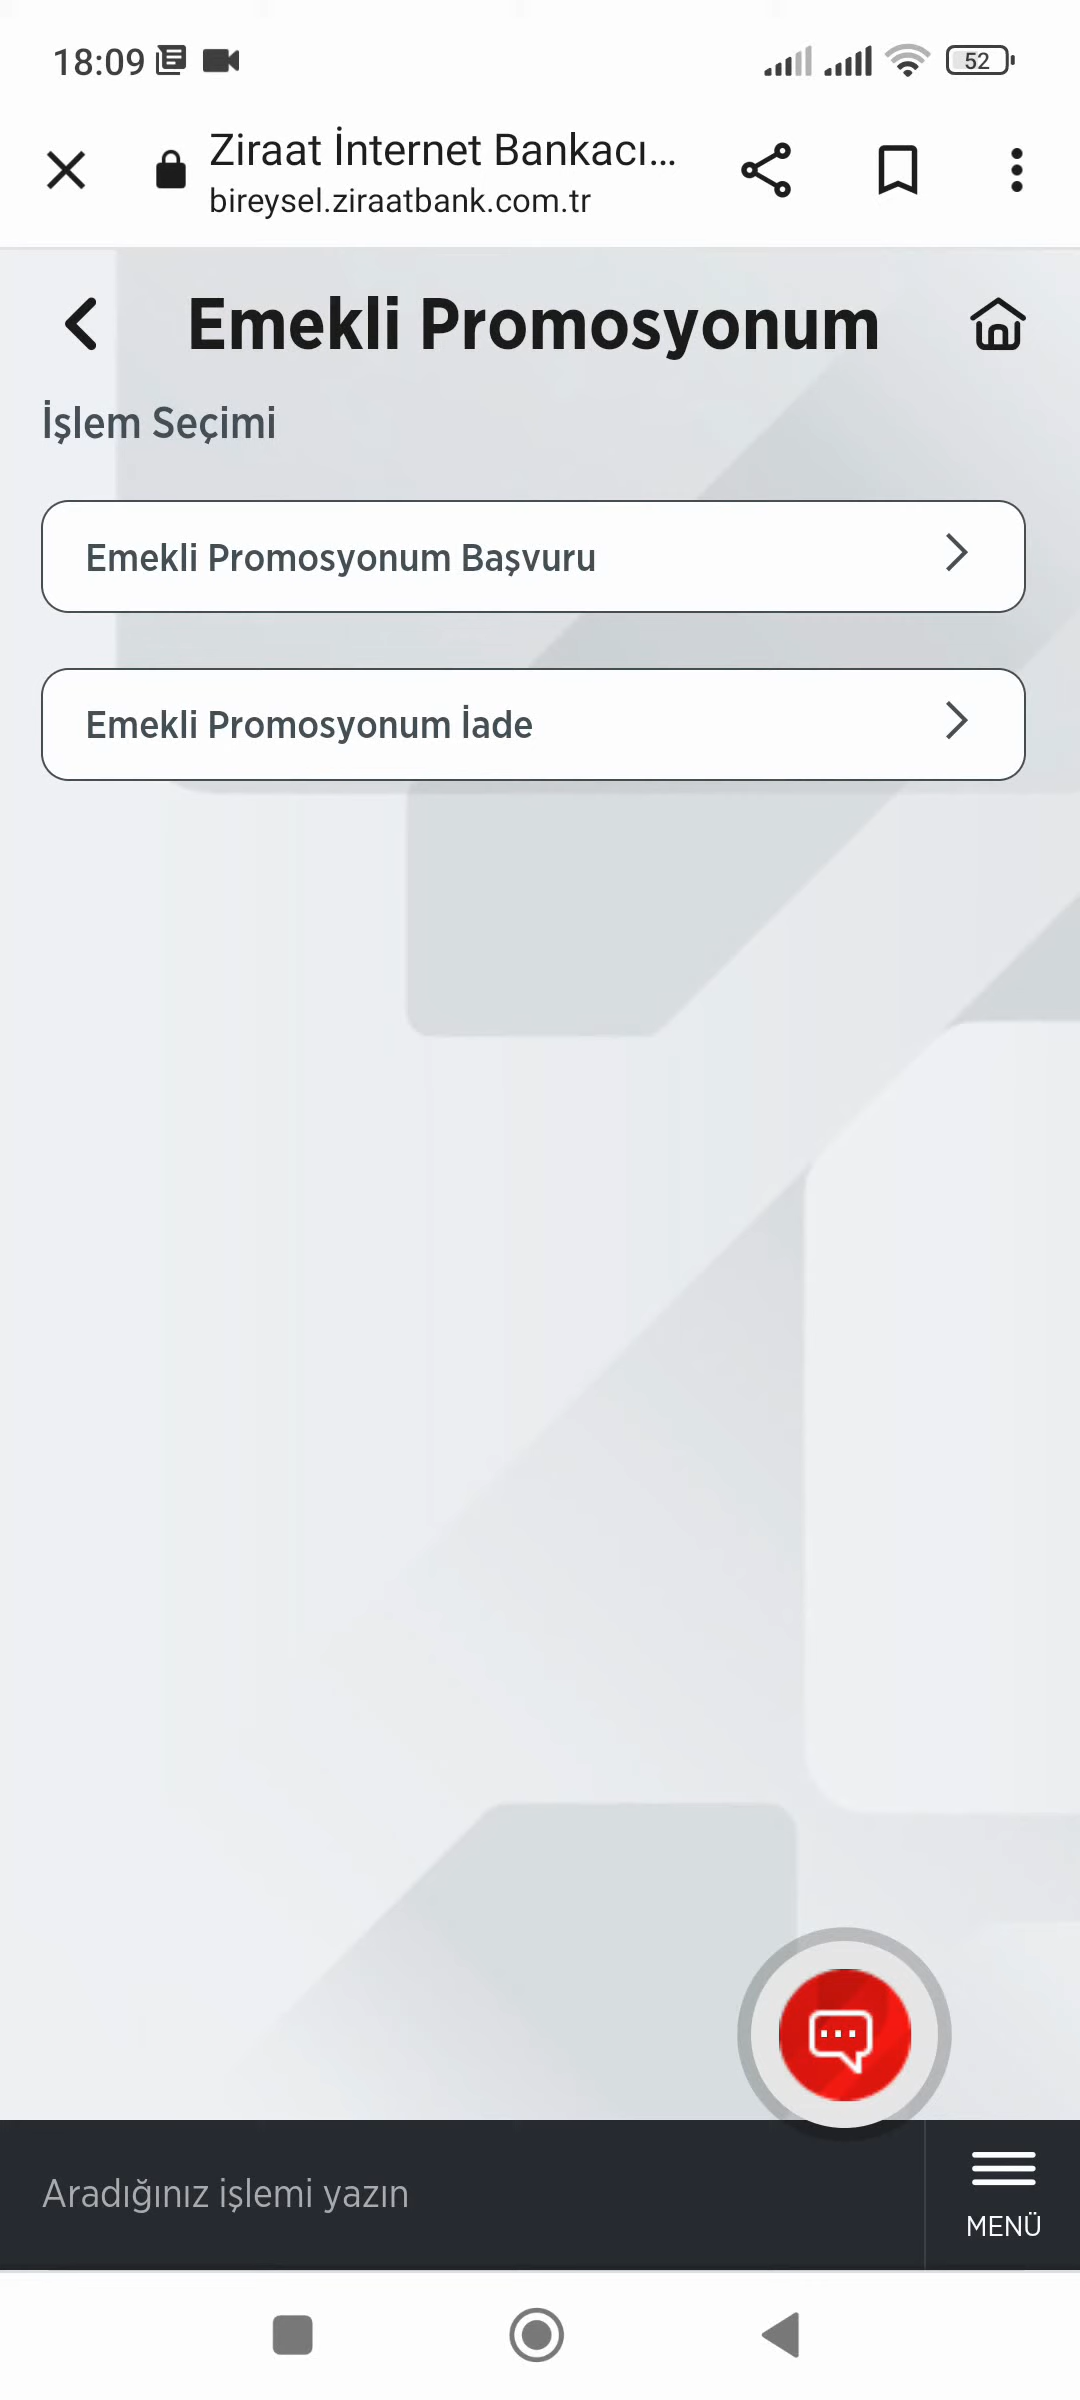 18:09
52
Ziraat İnternet Bankacı...
bireysel.ziraatbank.com.tr
Emekli Promosyonum
İşlem Seçimi
Emekli Promosyonum Başvuru
Emekli Promosyonum İade
Aradığınız işlemi yazın
MENÜ